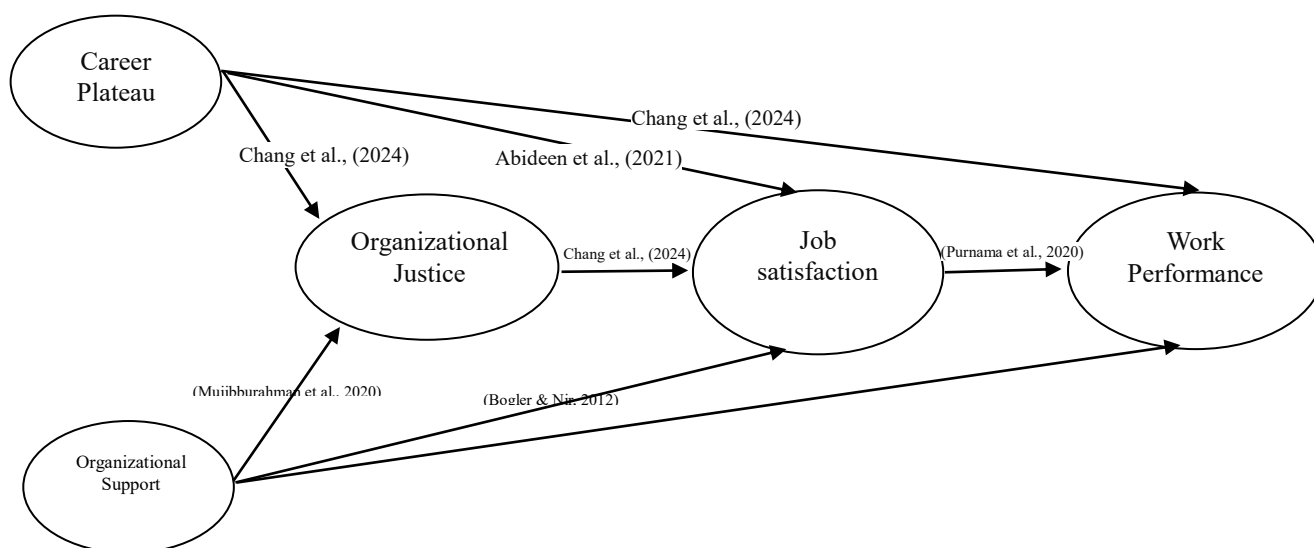 Career
Plateau
Chang et al., (2024)
Chang et al., (2024)
Abideen et al., (2021)
Organizational
Justice
Chang et al., (2024)
Job
satisfaction
(Purnama et al., 2020)
Work
Performance
(Mujibburahman et al., 2020)
(Bogler & Nir, 2012)
Organizational
Support